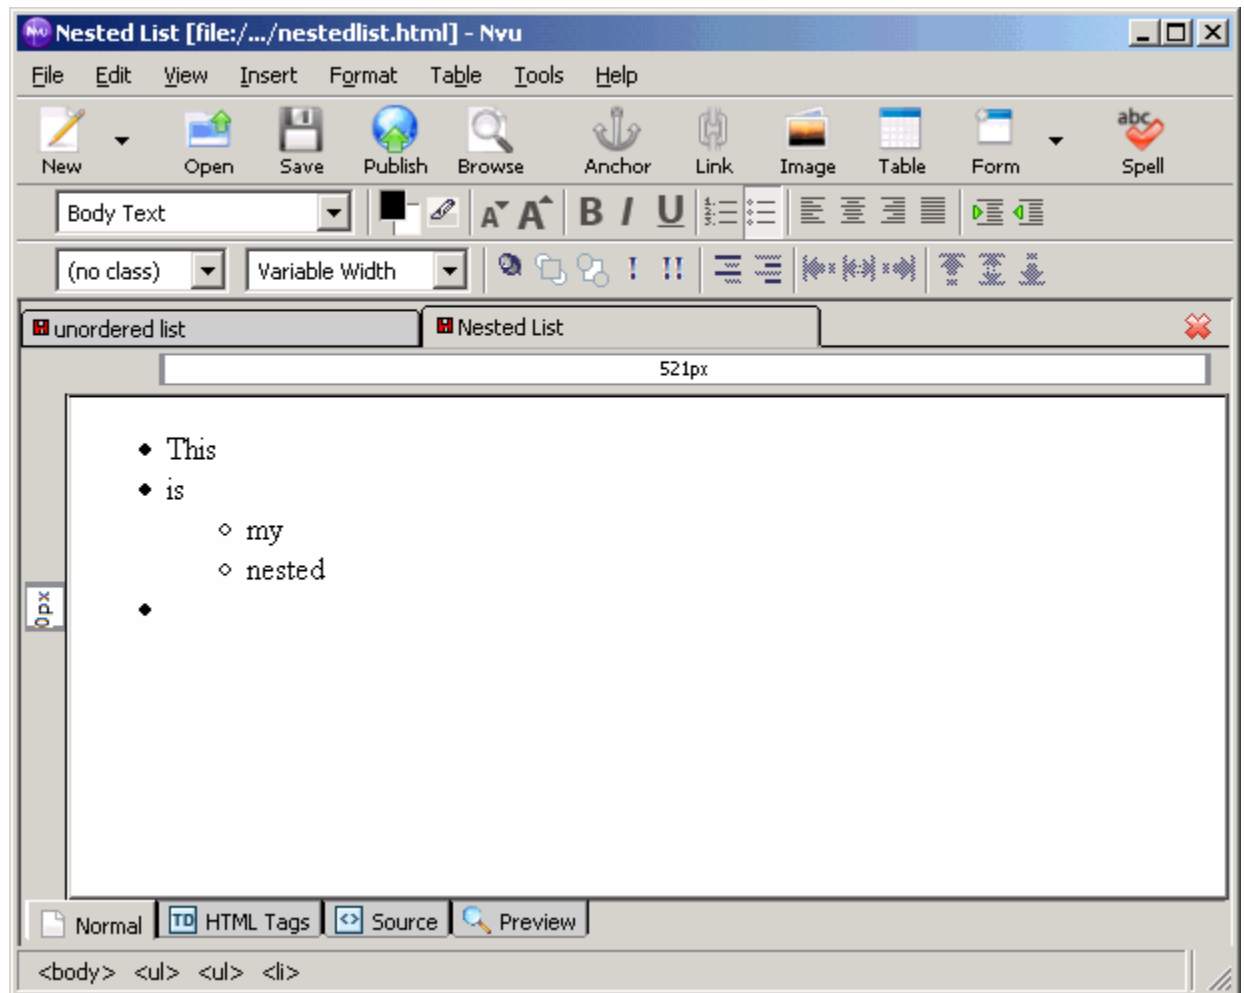 Nested List [file:/.../nestedlist.html] - Nvu
File Edit View Insert Format Table Tools Help
abc
New Open Save Publish Browse Anchor Link Image Table Form Spell
Body Text A A B I U
(no class) Variable Width ! !!
unordered list Nested List
521px
• This
• is
◦ my
◦ nested
•
0px
Normal TD HTML Tags <> Source Preview
<body> <ul> <ul> <li>